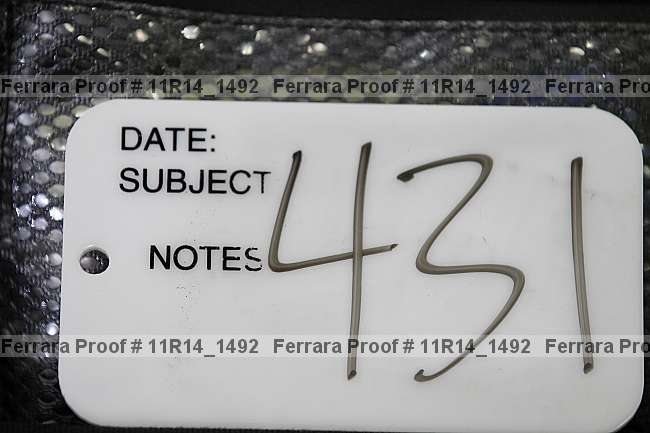 Ferrara Proof # 11R14_1492 Ferrara Proof # 11R14_1492 Ferrara Pro
DATE:
SUBJECT
NOTES
431
Ferrara Proof # 11R14_1492 Ferrara Proof # 11R14_1492 Ferrara Pro